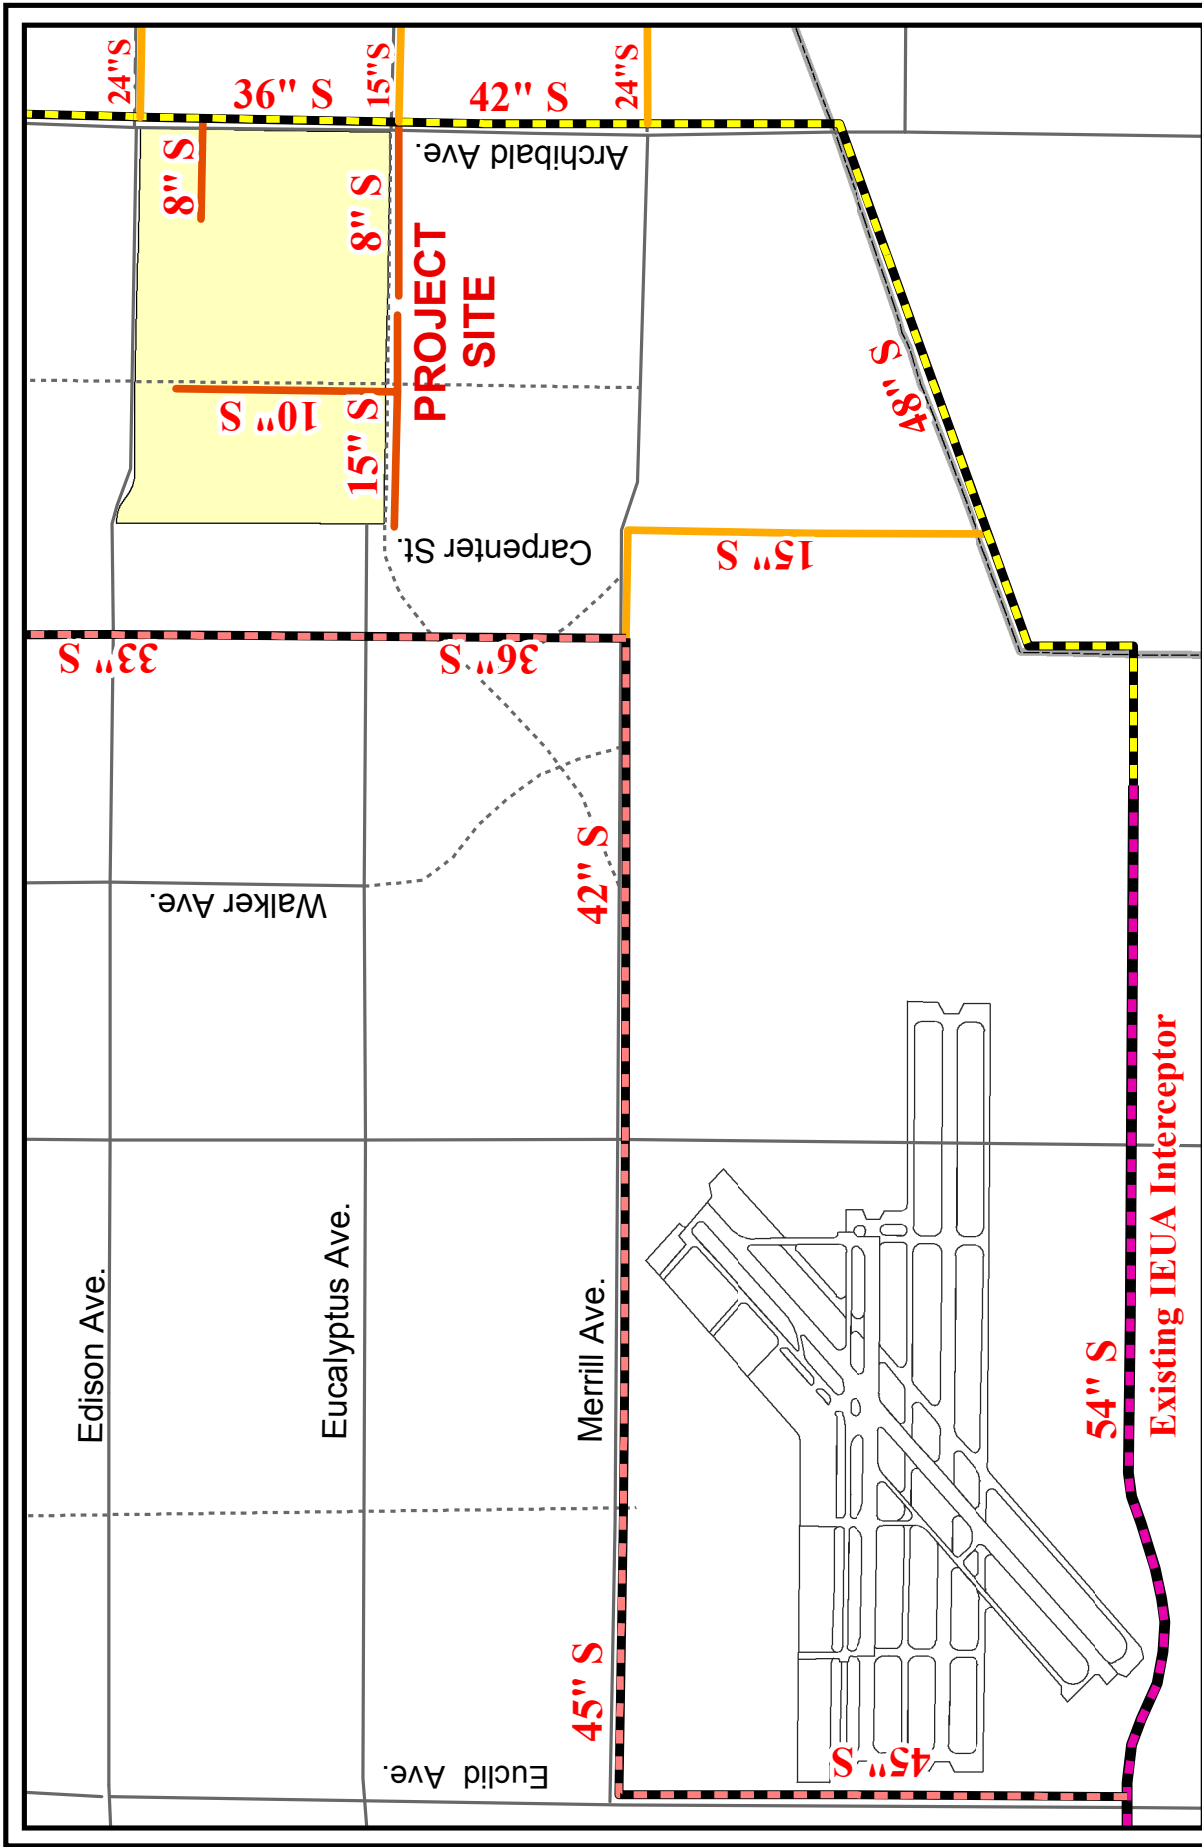 24"S
36" S
15"S
42" S
24"S
8" S
8" S
Archibald Ave.
PROJECT
SITE
10" S
15" S
48" S
Carpenter St.
15" S
33" S
36"S
42" S
Walker Ave.
Edison Ave.
Eucalyptus Ave.
Merrill Ave.
54" S
Existing IEUA Interceptor
45" S
45" S
Euclid Ave.